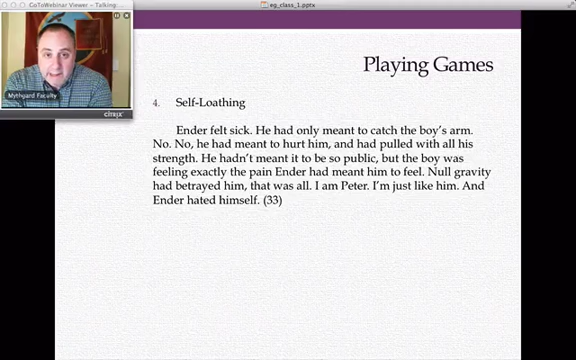 GoToWebinar Viewer – Talking:
eg_class_1.pptx
Mythgard Faculty
CITRIX
Playing Games
4. Self-Loathing
Ender felt sick. He had only meant to catch the boy's arm.
No. No, he had meant to hurt him, and had pulled with all his
strength. He hadn't meant it to be so public, but the boy was
feeling exactly the pain Ender had meant him to feel. Null gravity
had betrayed him, that was all. I am Peter. I'm just like him. And
Ender hated himself. (33)